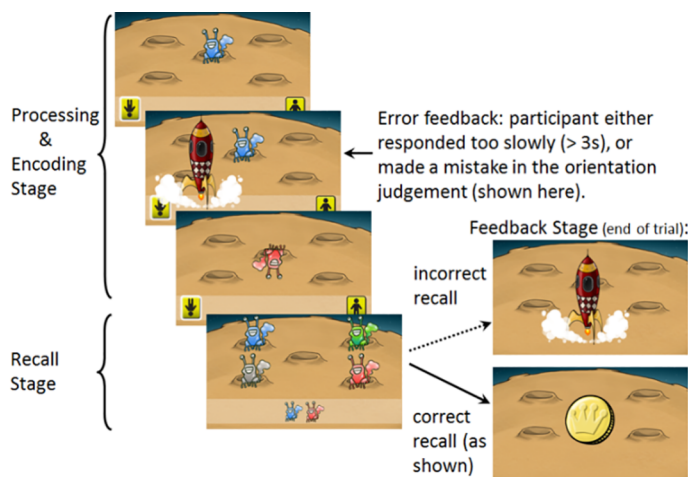 Processing
&
Encoding
Stage
Error feedback: participant either
responded too slowly (> 3s), or
made a mistake in the orientation
judgement (shown here).
Feedback Stage (end of trial):
incorrect
recall
Recall
Stage
correct
recall (as
shown)